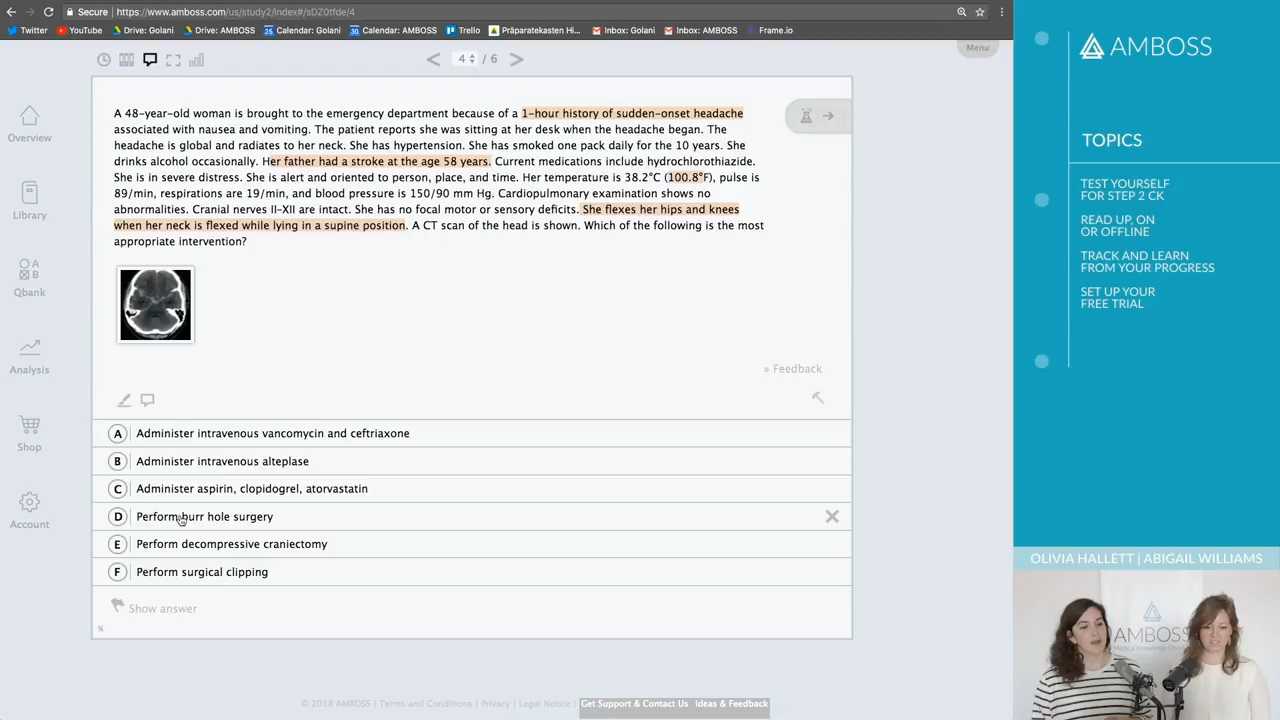 Secure | https://www.amboss.com/us/study2/index#/sDZ0tfde/4
Twitter YouTube Drive: Golani Drive: AMBOSS Calendar: Golani Calendar: AMBOSS Trello Präparatekasten Hi... Inbox: Golani Inbox: AMBOSS Frame.io
4 / 6
Menu
Overview
Library
Qbank
Analysis
Shop
Account
A 48-year-old woman is brought to the emergency department because of a 1-hour history of sudden-onset headache
associated with nausea and vomiting. The patient reports she was sitting at her desk when the headache began. The
headache is global and radiates to her neck. She has hypertension. She has smoked one pack daily for the 10 years. She
drinks alcohol occasionally. Her father had a stroke at the age 58 years. Current medications include hydrochlorothiazide.
She is in severe distress. She is alert and oriented to person, place, and time. Her temperature is 38.2°C (100.8°F), pulse is
89/min, respirations are 19/min, and blood pressure is 150/90 mm Hg. Cardiopulmonary examination shows no
abnormalities. Cranial nerves II-XII are intact. She has no focal motor or sensory deficits. She flexes her hips and knees
when her neck is flexed while lying in a supine position. A CT scan of the head is shown. Which of the following is the most
appropriate intervention?
» Feedback
A Administer intravenous vancomycin and ceftriaxone
B Administer intravenous alteplase
C Administer aspirin, clopidogrel, atorvastatin
D Perform burr hole surgery
E Perform decompressive craniectomy
F Perform surgical clipping
Show answer
© 2018 AMBOSS | Terms and Conditions | Privacy | Legal Notice | Get Support & Contact Us Ideas & Feedback
AMBOSS
TOPICS
TEST YOURSELF
FOR STEP 2 CK
READ UP, ON
OR OFFLINE
TRACK AND LEARN
FROM YOUR PROGRESS
SET UP YOUR
FREE TRIAL
OLIVIA HALLETT | ABIGAIL WILLIAMS
AMBOSS